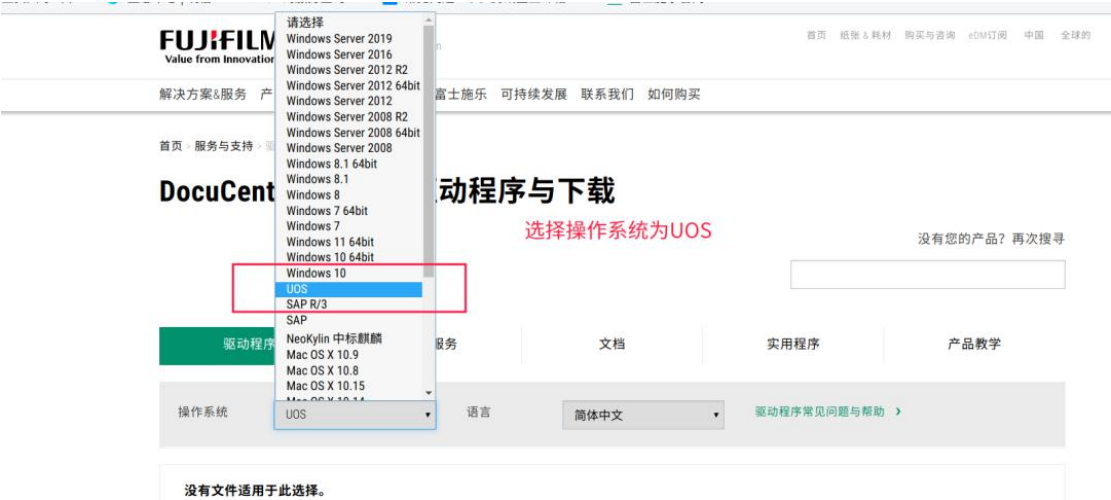 请选择
Windows Server 2019
Windows Server 2016
Windows Server 2012 R2
Windows Server 2012 64bit
Windows Server 2012
Windows Server 2008 R2
Windows Server 2008 64bit
Windows Server 2008
Windows 8.1 64bit
Windows 8.1
Windows 8
Windows 7 64bit
Windows 7
Windows 11 64bit
Windows 10 64bit
Windows 10
UOS
SAP R/3
SAP
NeoKylin 中标麒麟
Mac OS X 10.9
Mac OS X 10.8
Mac OS X 10.15
Mac OS X 10.14
FUJIFILM
Value from Innovation
首页 纸张&耗材 购买与咨询 eDM订阅 中国 全球的
解决方案&服务 产 富士施乐 可持续发展 联系我们 如何购买
首页 > 服务与支持 >
DocuCent 动程序与下载
选择操作系统为UOS
没有您的产品? 再次搜寻
驱动程序 服务 文档 实用程序 产品教学
操作系统 UOS 语言 简体中文 驱动程序常见问题与帮助 >
没有文件适用于此选择。